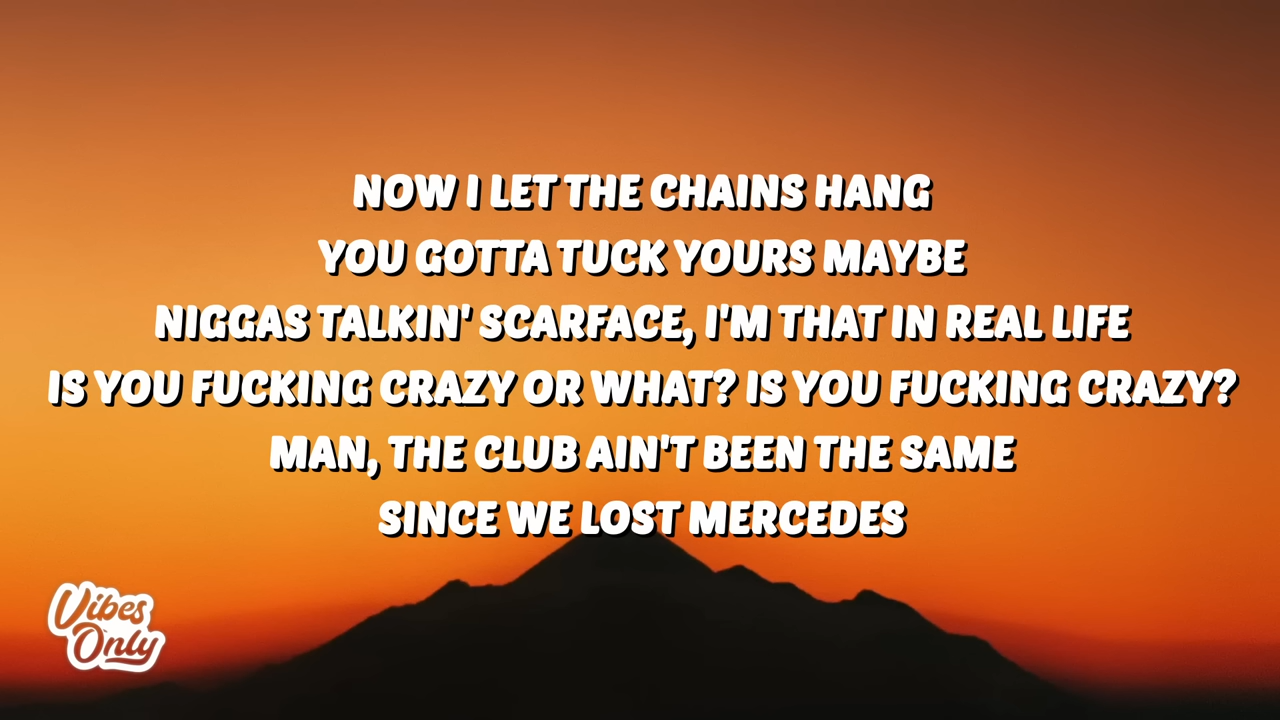 NOW I LET THE CHAINS HANG
YOU GOTTA TUCK YOURS MAYBE
NIGGAS TALKIN' SCARFACE, I'M THAT IN REAL LIFE
IS YOU FUCKING CRAZY OR WHAT? IS YOU FUCKING CRAZY?
MAN, THE CLUB AIN'T BEEN THE SAME
SINCE WE LOST MERCEDES
Vibes
Only